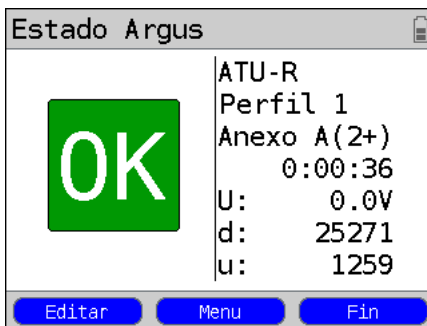 Estado Argus
OK
ATU-R
Perfil 1
Anexo A(2+)
0:00:36
U: 0.0V
d: 25271
u: 1259
Editar Menu Fin